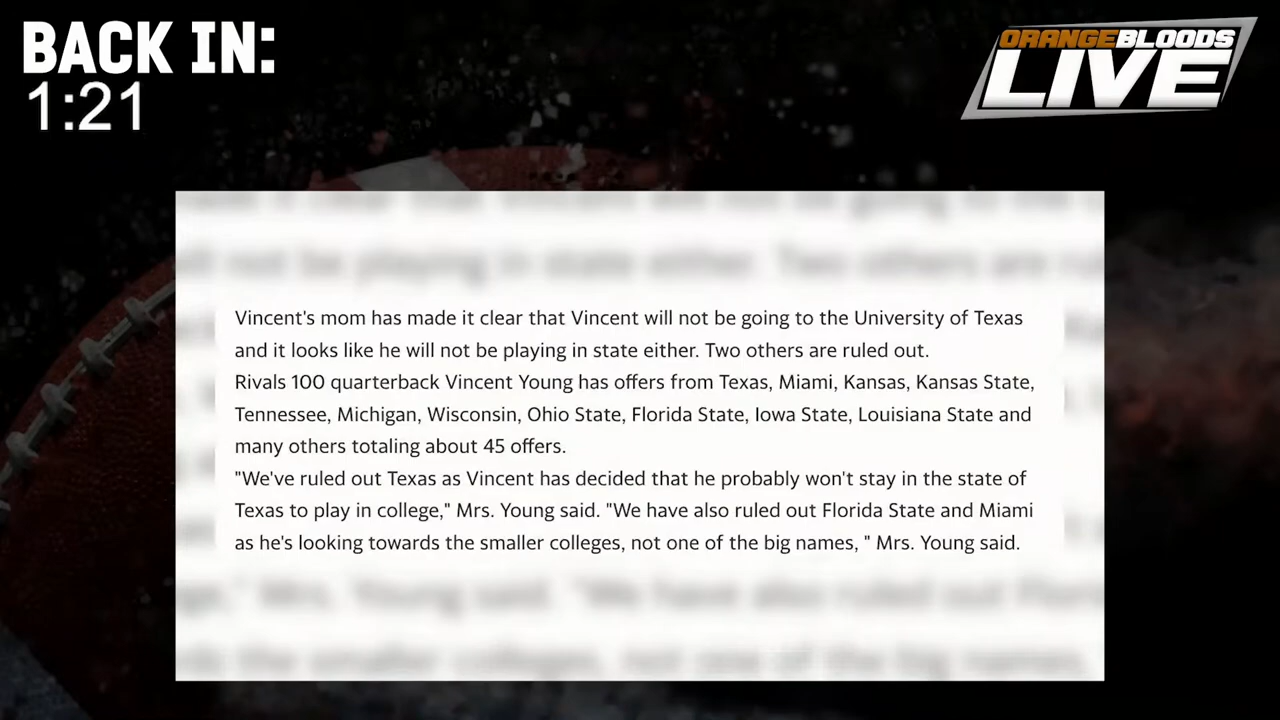 BACK IN:
1:21
ORANGEBLOODS
LIVE
Vincent's mom has made it clear that Vincent will not be going to the University of Texas
and it looks like he will not be playing in state either. Two others are ruled out.
Rivals 100 quarterback Vincent Young has offers from Texas, Miami, Kansas, Kansas State,
Tennessee, Michigan, Wisconsin, Ohio State, Florida State, Iowa State, Louisiana State and
many others totaling about 45 offers.
"We've ruled out Texas as Vincent has decided that he probably won't stay in the state of
Texas to play in college," Mrs. Young said. "We have also ruled out Florida State and Miami
as he's looking towards the smaller colleges, not one of the big names, " Mrs. Young said.